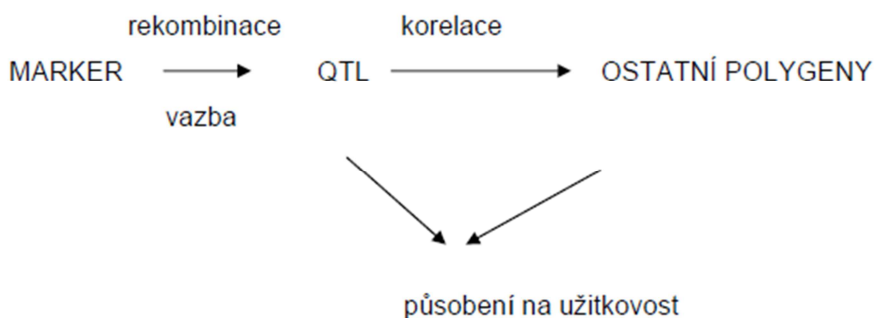 rekombinace korelace
MARKER QTL OSTATNÍ POLYGENY
vazba
působení na užitkovost